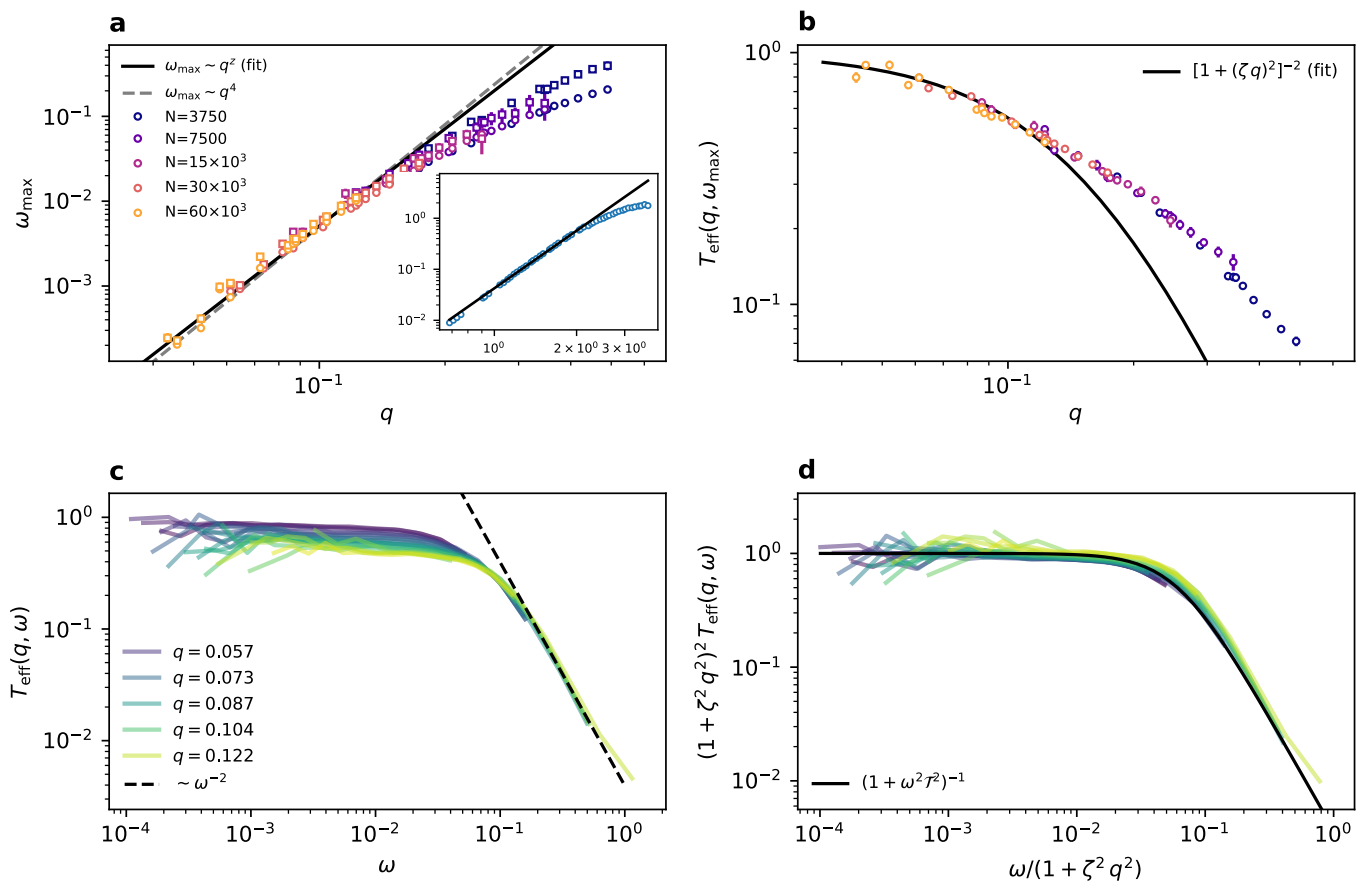 a
ω_max ∼ q^z (fit)
ω_max ∼ q^4
N=3750
N=7500
N=15×10^3
N=30×10^3
N=60×10^3
10^−1
10^−2
10^−3
ω_max
10^−1
q
10^0
10^−1
10^−2
10^0
2 × 10^0
3 × 10^0
b
[1 + (ζ q)^2]^−2 (fit)
10^0
10^−1
T_eff(q, ω_max)
10^−1
q
c
10^0
10^−1
10^−2
T_eff(q, ω)
q = 0.057
q = 0.073
q = 0.087
q = 0.104
q = 0.122
∼ ω^−2
10^−4
10^−3
10^−2
10^−1
10^0
ω
d
10^0
10^−1
10^−2
(1 + ζ^2 q^2)^2 T_eff(q, ω)
(1 + ω^2𝒯^2)^−1
10^−4
10^−3
10^−2
10^−1
10^0
ω/(1 + ζ^2 q^2)